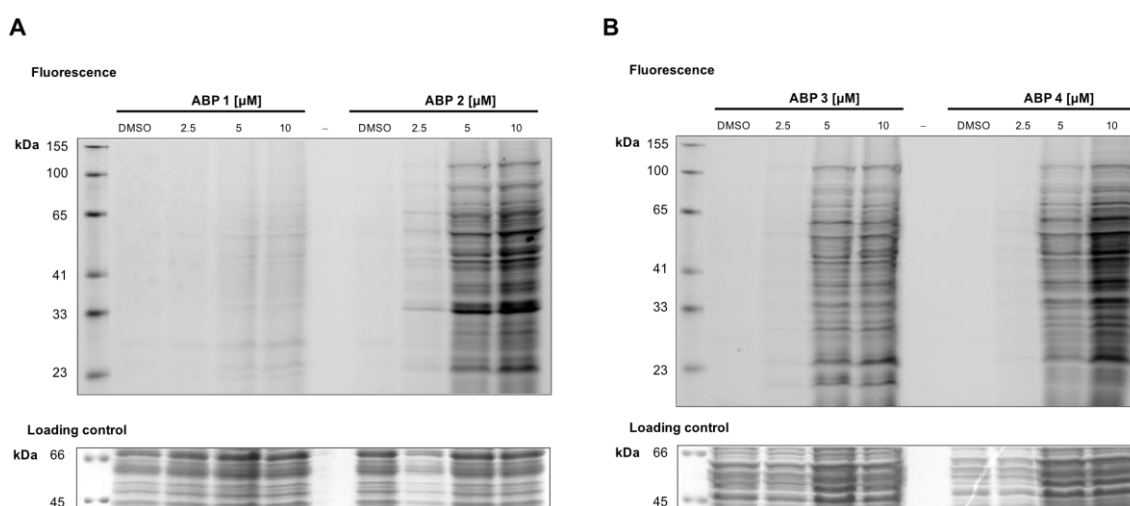 A
Fluorescence
ABP 1 [µM]
ABP 2 [µM]
DMSO 2.5 5 10 – DMSO 2.5 5 10
kDa 155
100
65
41
33
23
Loading control
kDa 66
45
B
Fluorescence
ABP 3 [µM]
ABP 4 [µM]
DMSO 2.5 5 10 – DMSO 2.5 5 10
kDa 155
100
65
41
33
23
Loading control
kDa 66
45